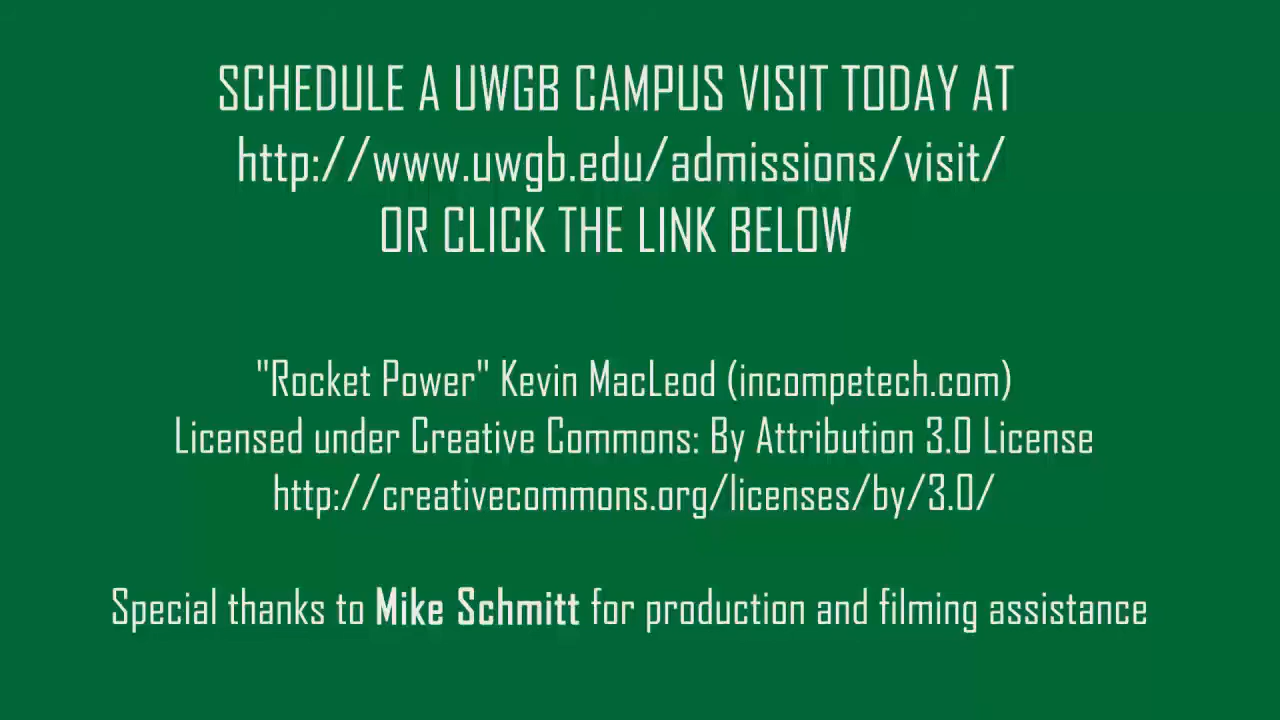 SCHEDULE A UWGB CAMPUS VISIT TODAY AT
http://www.uwgb.edu/admissions/visit/
OR CLICK THE LINK BELOW
"Rocket Power" Kevin MacLeod (incompetech.com)
Licensed under Creative Commons: By Attribution 3.0 License
http://creativecommons.org/licenses/by/3.0/
Special thanks to Mike Schmitt for production and filming assistance